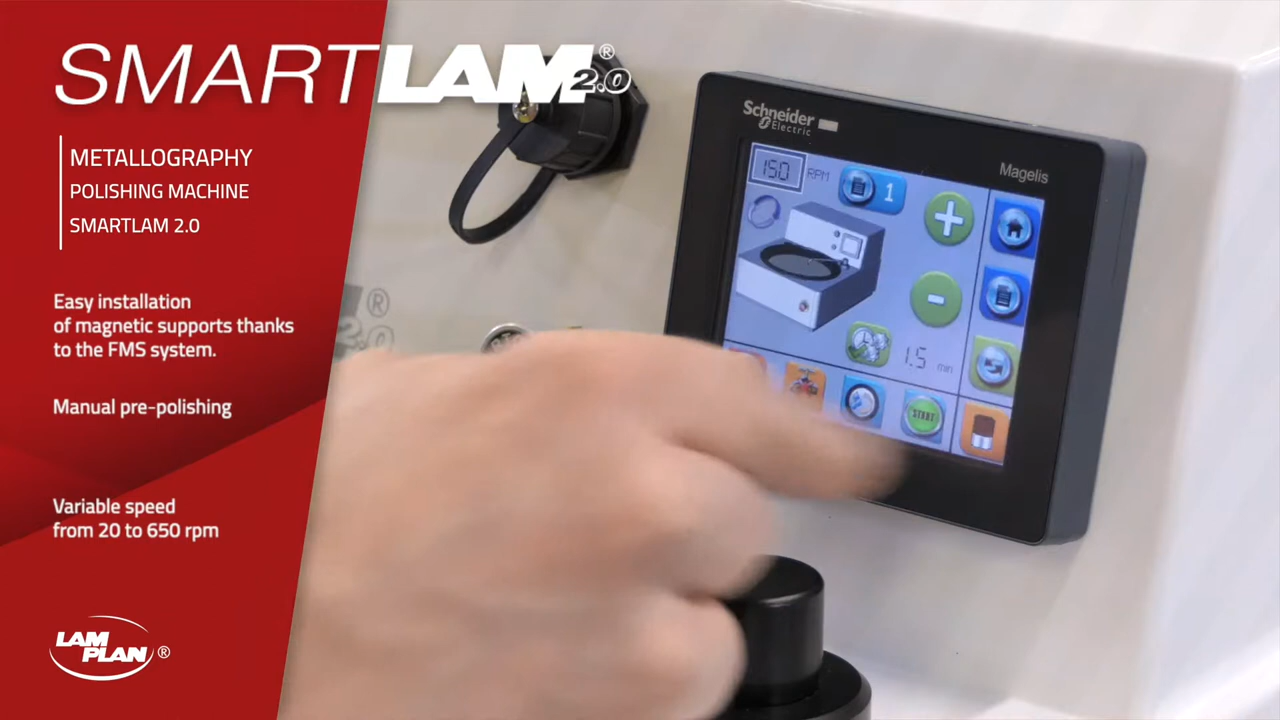 SMARTLAM® 2.0
METALLOGRAPHY
POLISHING MACHINE
SMARTLAM 2.0
Easy installation
of magnetic supports thanks
to the FMS system.
Manual pre-polishing
Variable speed
from 20 to 650 rpm
LAM
PLAN®
Schneider
Electric
Magelis
150 RPM
1
1.5 min
START
®
2.0